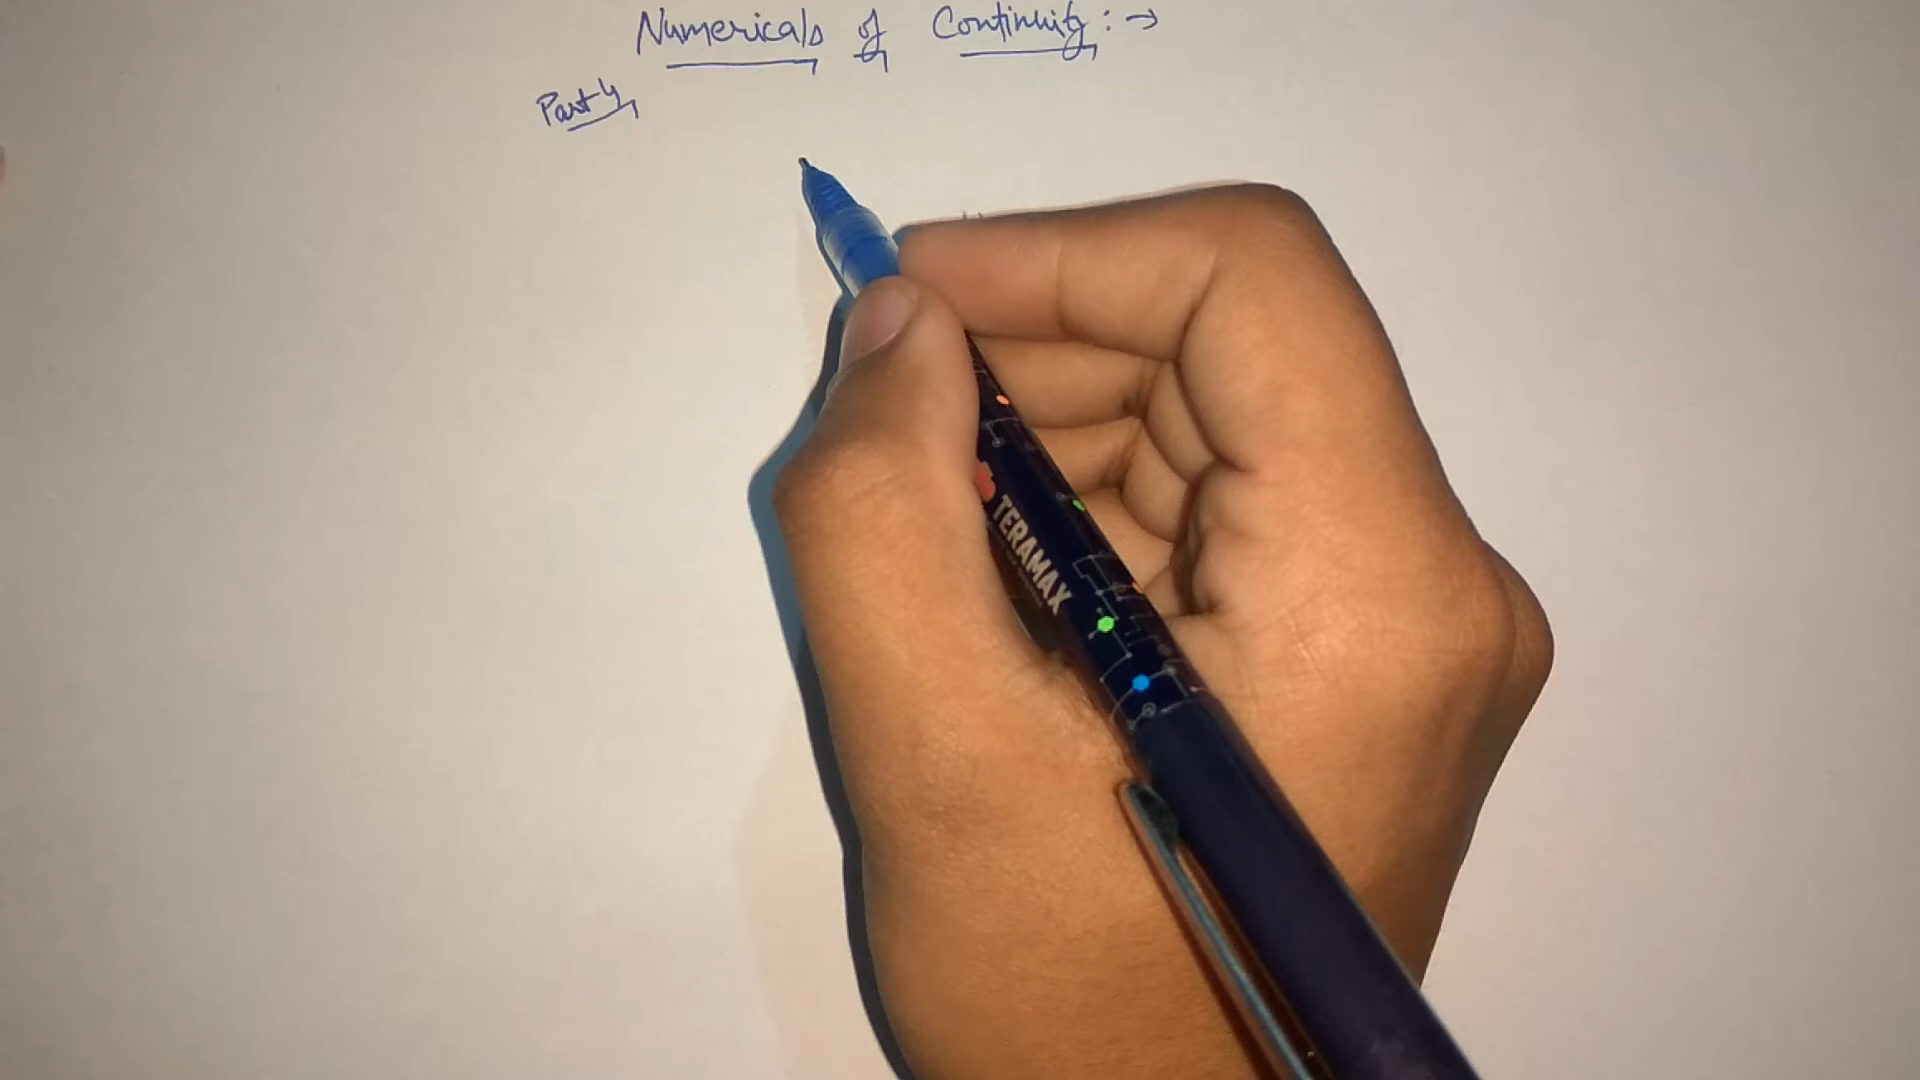 Numericals of Continuity : →
Part 4
TERAMAX